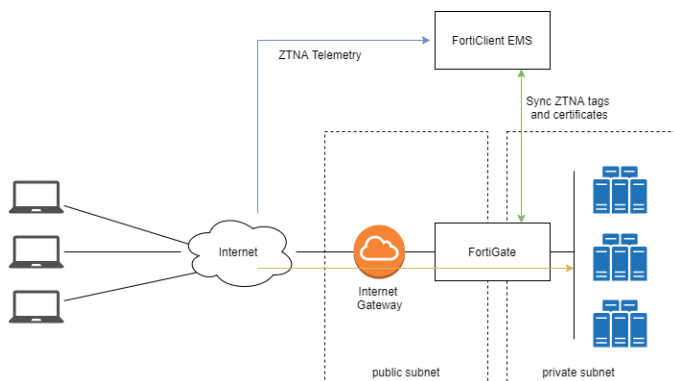 FortiClient EMS
ZTNA Telemetry
Sync ZTNA tags
and certificates
Internet
FortiGate
Internet
Gateway
public subnet
private subnet